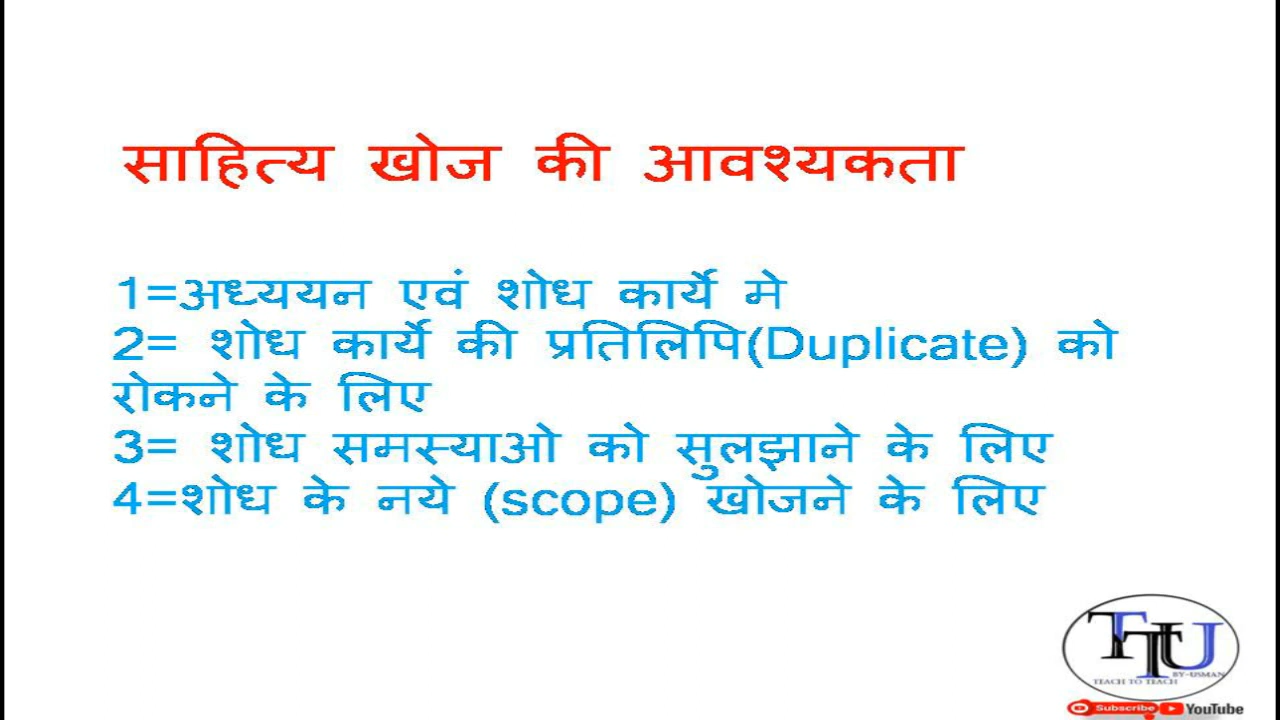 साहित्य खोज की आवश्यकता
1=अध्ययन एवं शोध कार्ये मे
2= शोध कार्ये की प्रतिलिपि(Duplicate) को
रोकने के लिए
3= शोध समस्याओ को सुलझाने के लिए
4=शोध के नये (scope) खोजने के लिए
TTU
BY-USMAN
TEACH TO TEACH
Subscribe YouTube